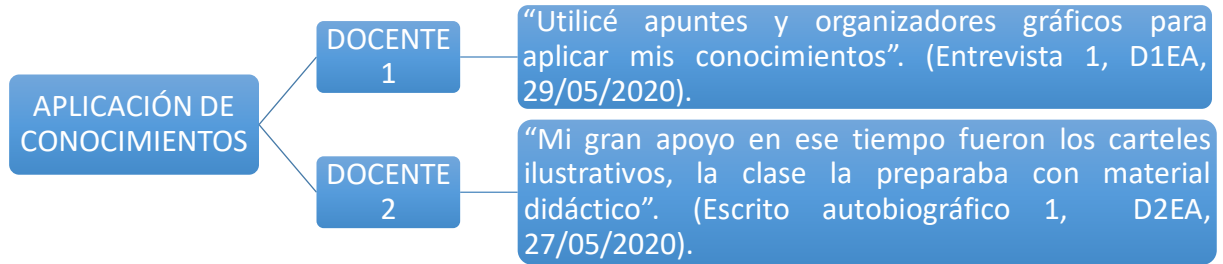 APLICACIÓN DE
CONOCIMIENTOS
DOCENTE
1
“Utilicé apuntes y organizadores gráficos para
aplicar mis conocimientos”. (Entrevista 1, D1EA,
29/05/2020).
DOCENTE
2
“Mi gran apoyo en ese tiempo fueron los carteles
ilustrativos, la clase la preparaba con material
didáctico”. (Escrito autobiográfico 1, D2EA,
27/05/2020).